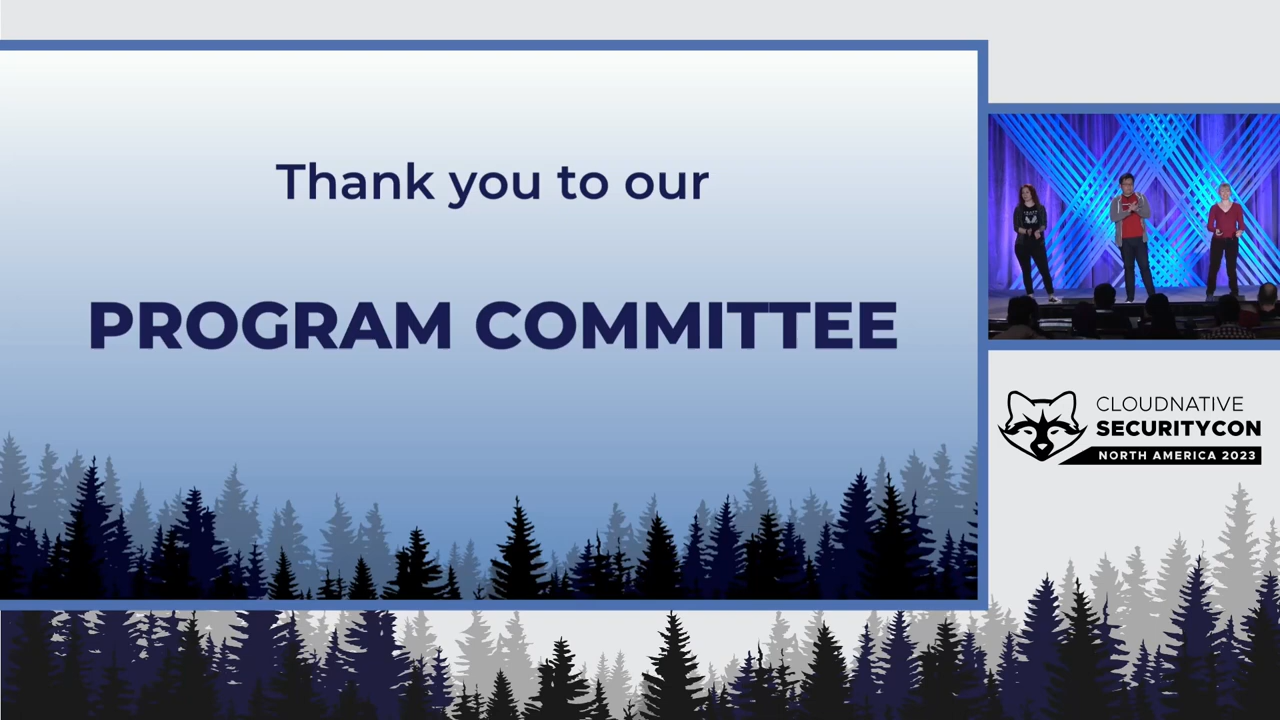 Thank you to our
PROGRAM COMMITTEE
CLOUDNATIVE
SECURITYCON
NORTH AMERICA 2023